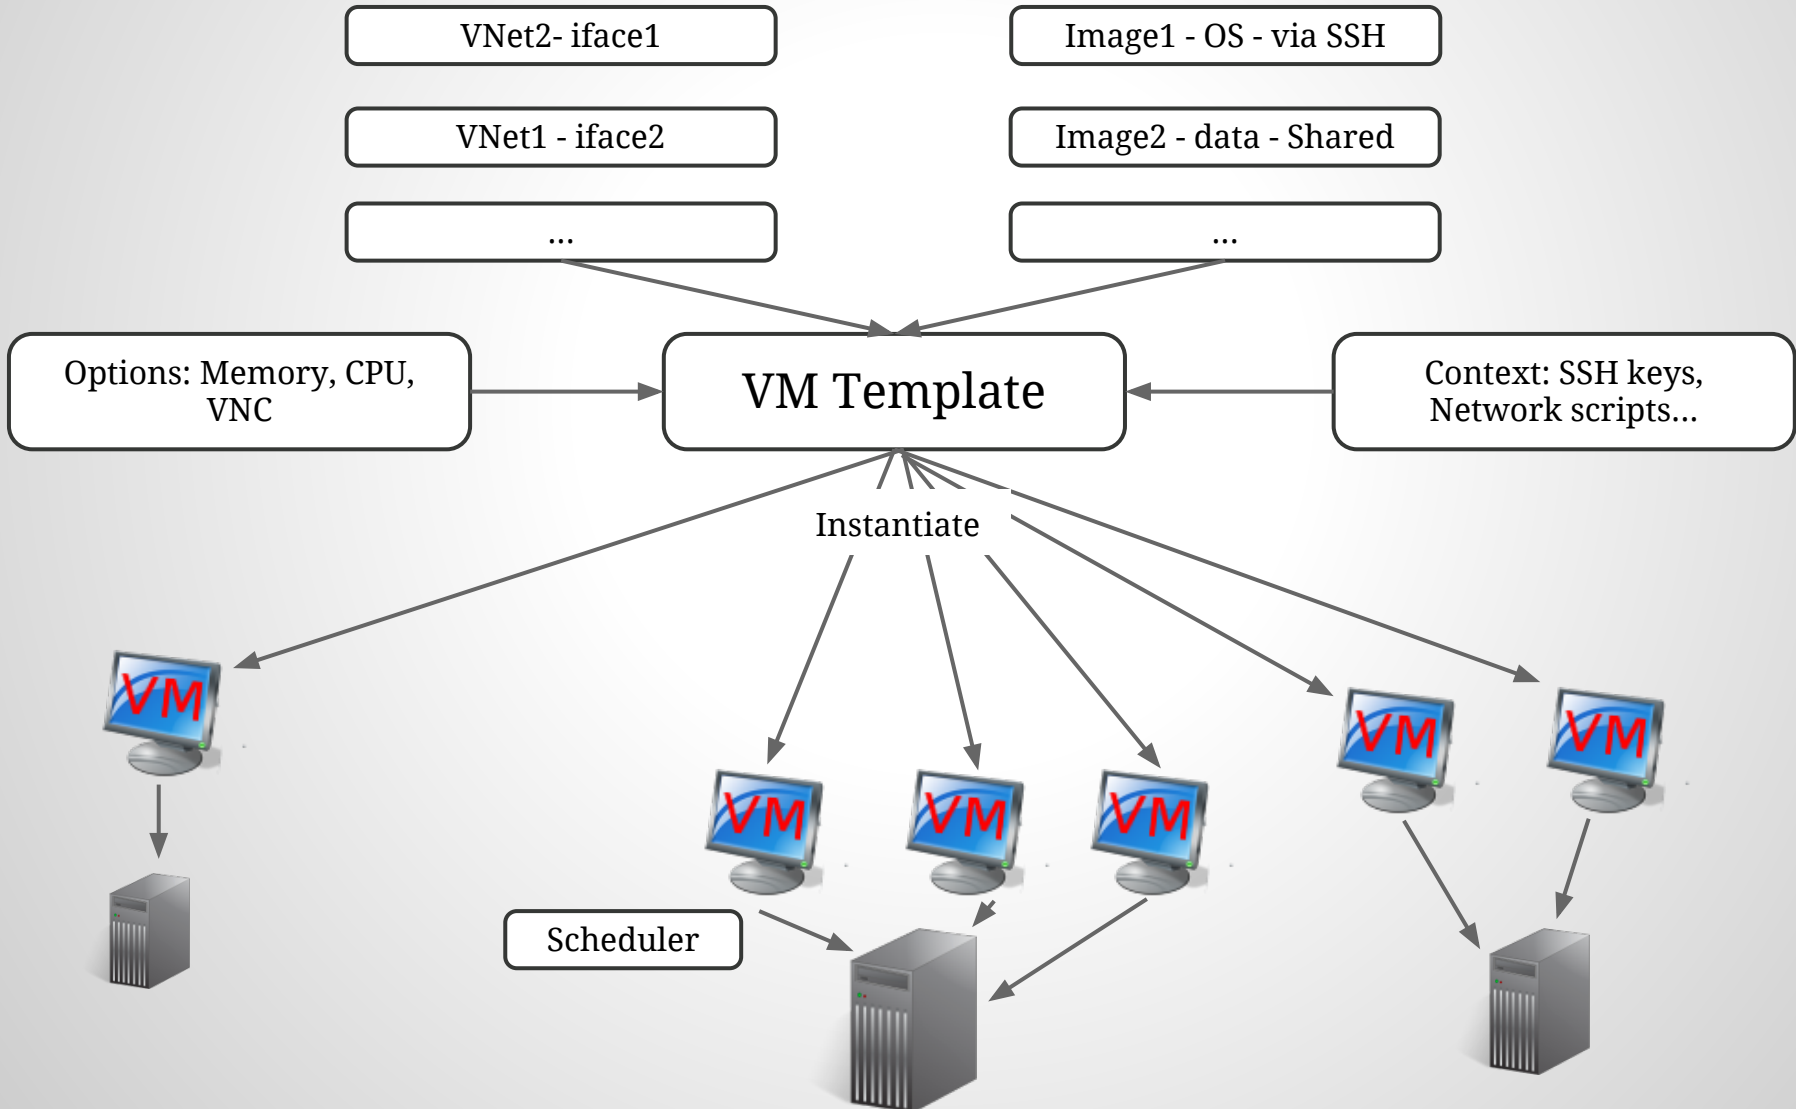 VNet2- iface1
Image1 - OS - via SSH
VNet1 - iface2
Image2 - data - Shared
...
...
Options: Memory, CPU,
VNC
VM Template
Context: SSH keys,
Network scripts...
Instantiate
VM
VM
VM
VM
VM
VM
Scheduler